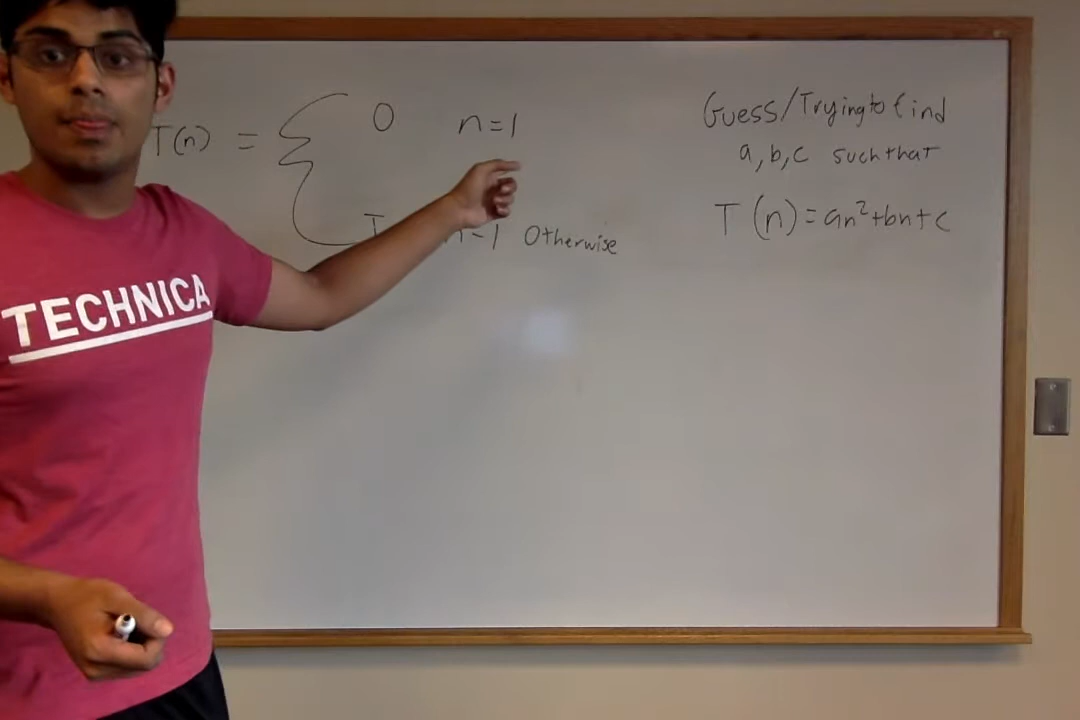 T(n) = { 0 n=1
T n-1 Otherwise
Guess/Trying to find
a, b, c such that
T(n)=an²+bn+c
TECHNICA